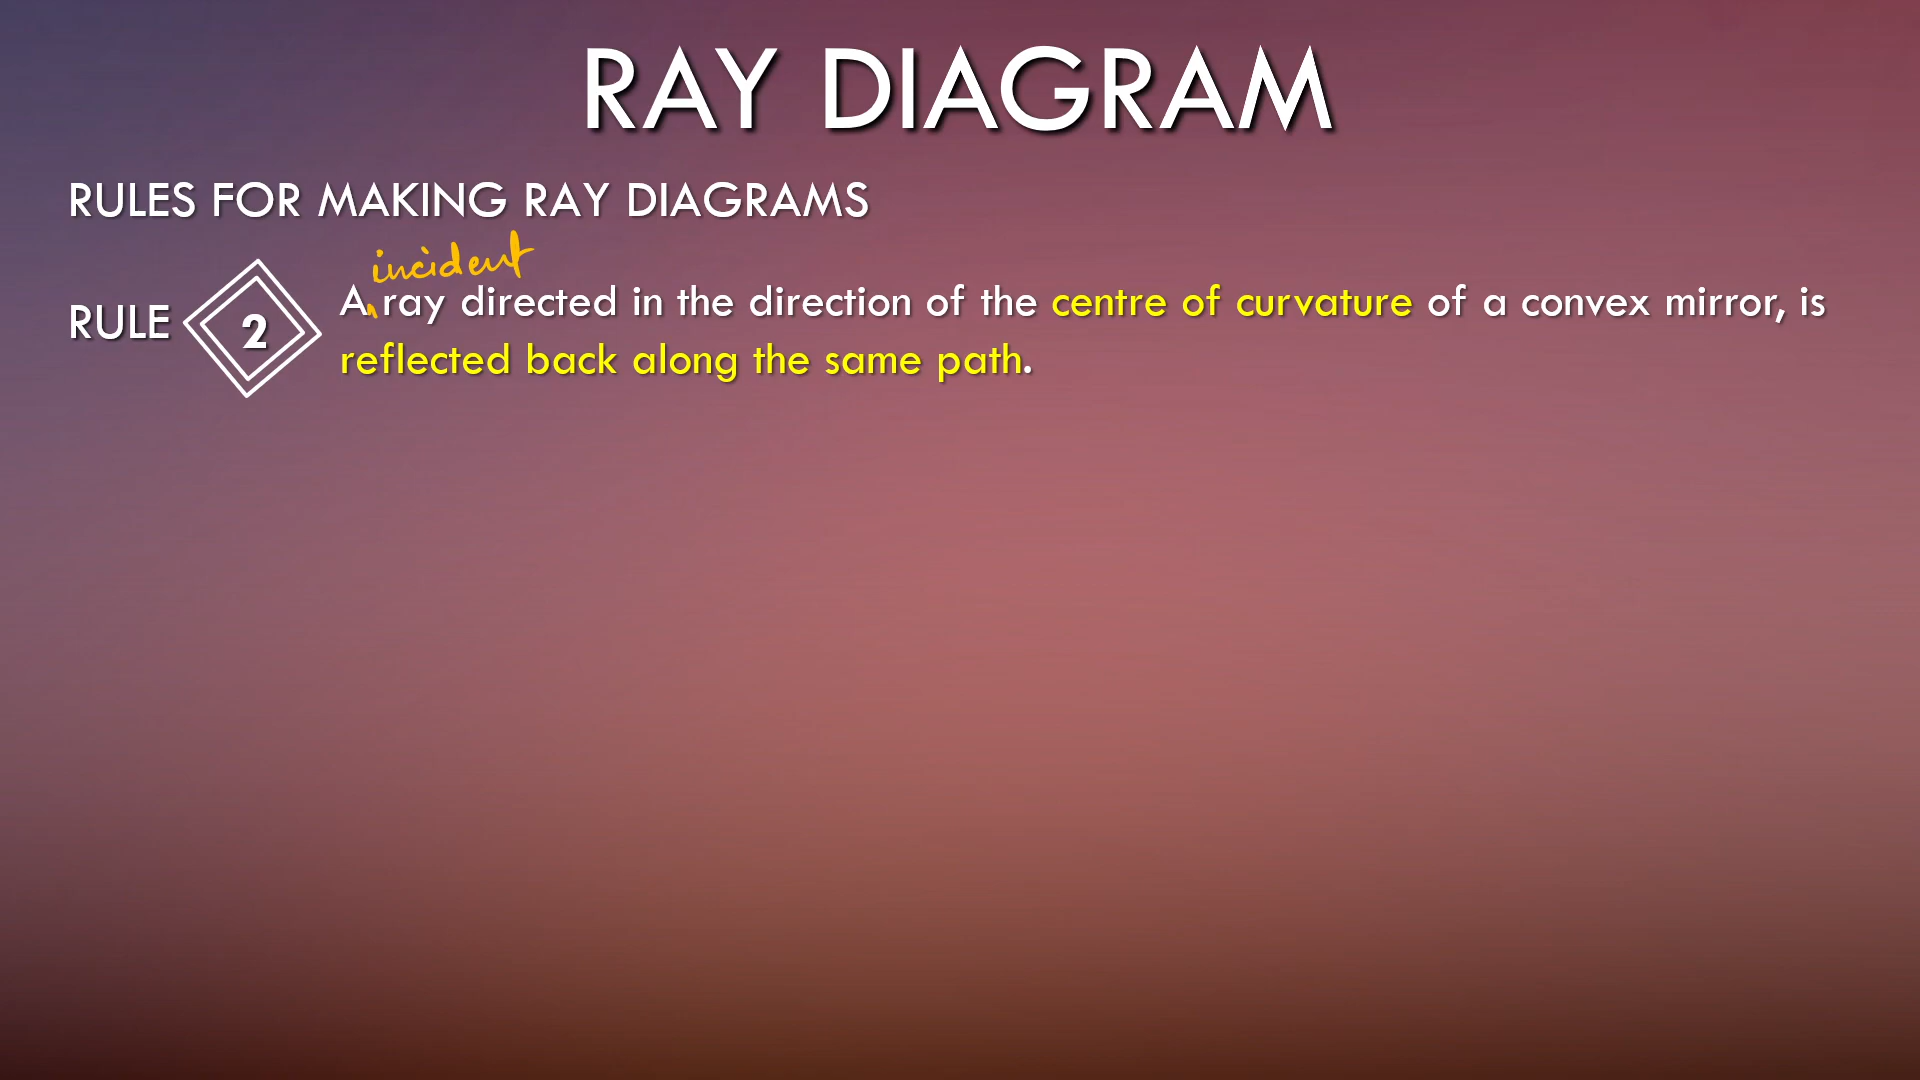 RAY DIAGRAM
RULES FOR MAKING RAY DIAGRAMS
incident
RULE 2 A ray directed in the direction of the centre of curvature of a convex mirror, is
reflected back along the same path.